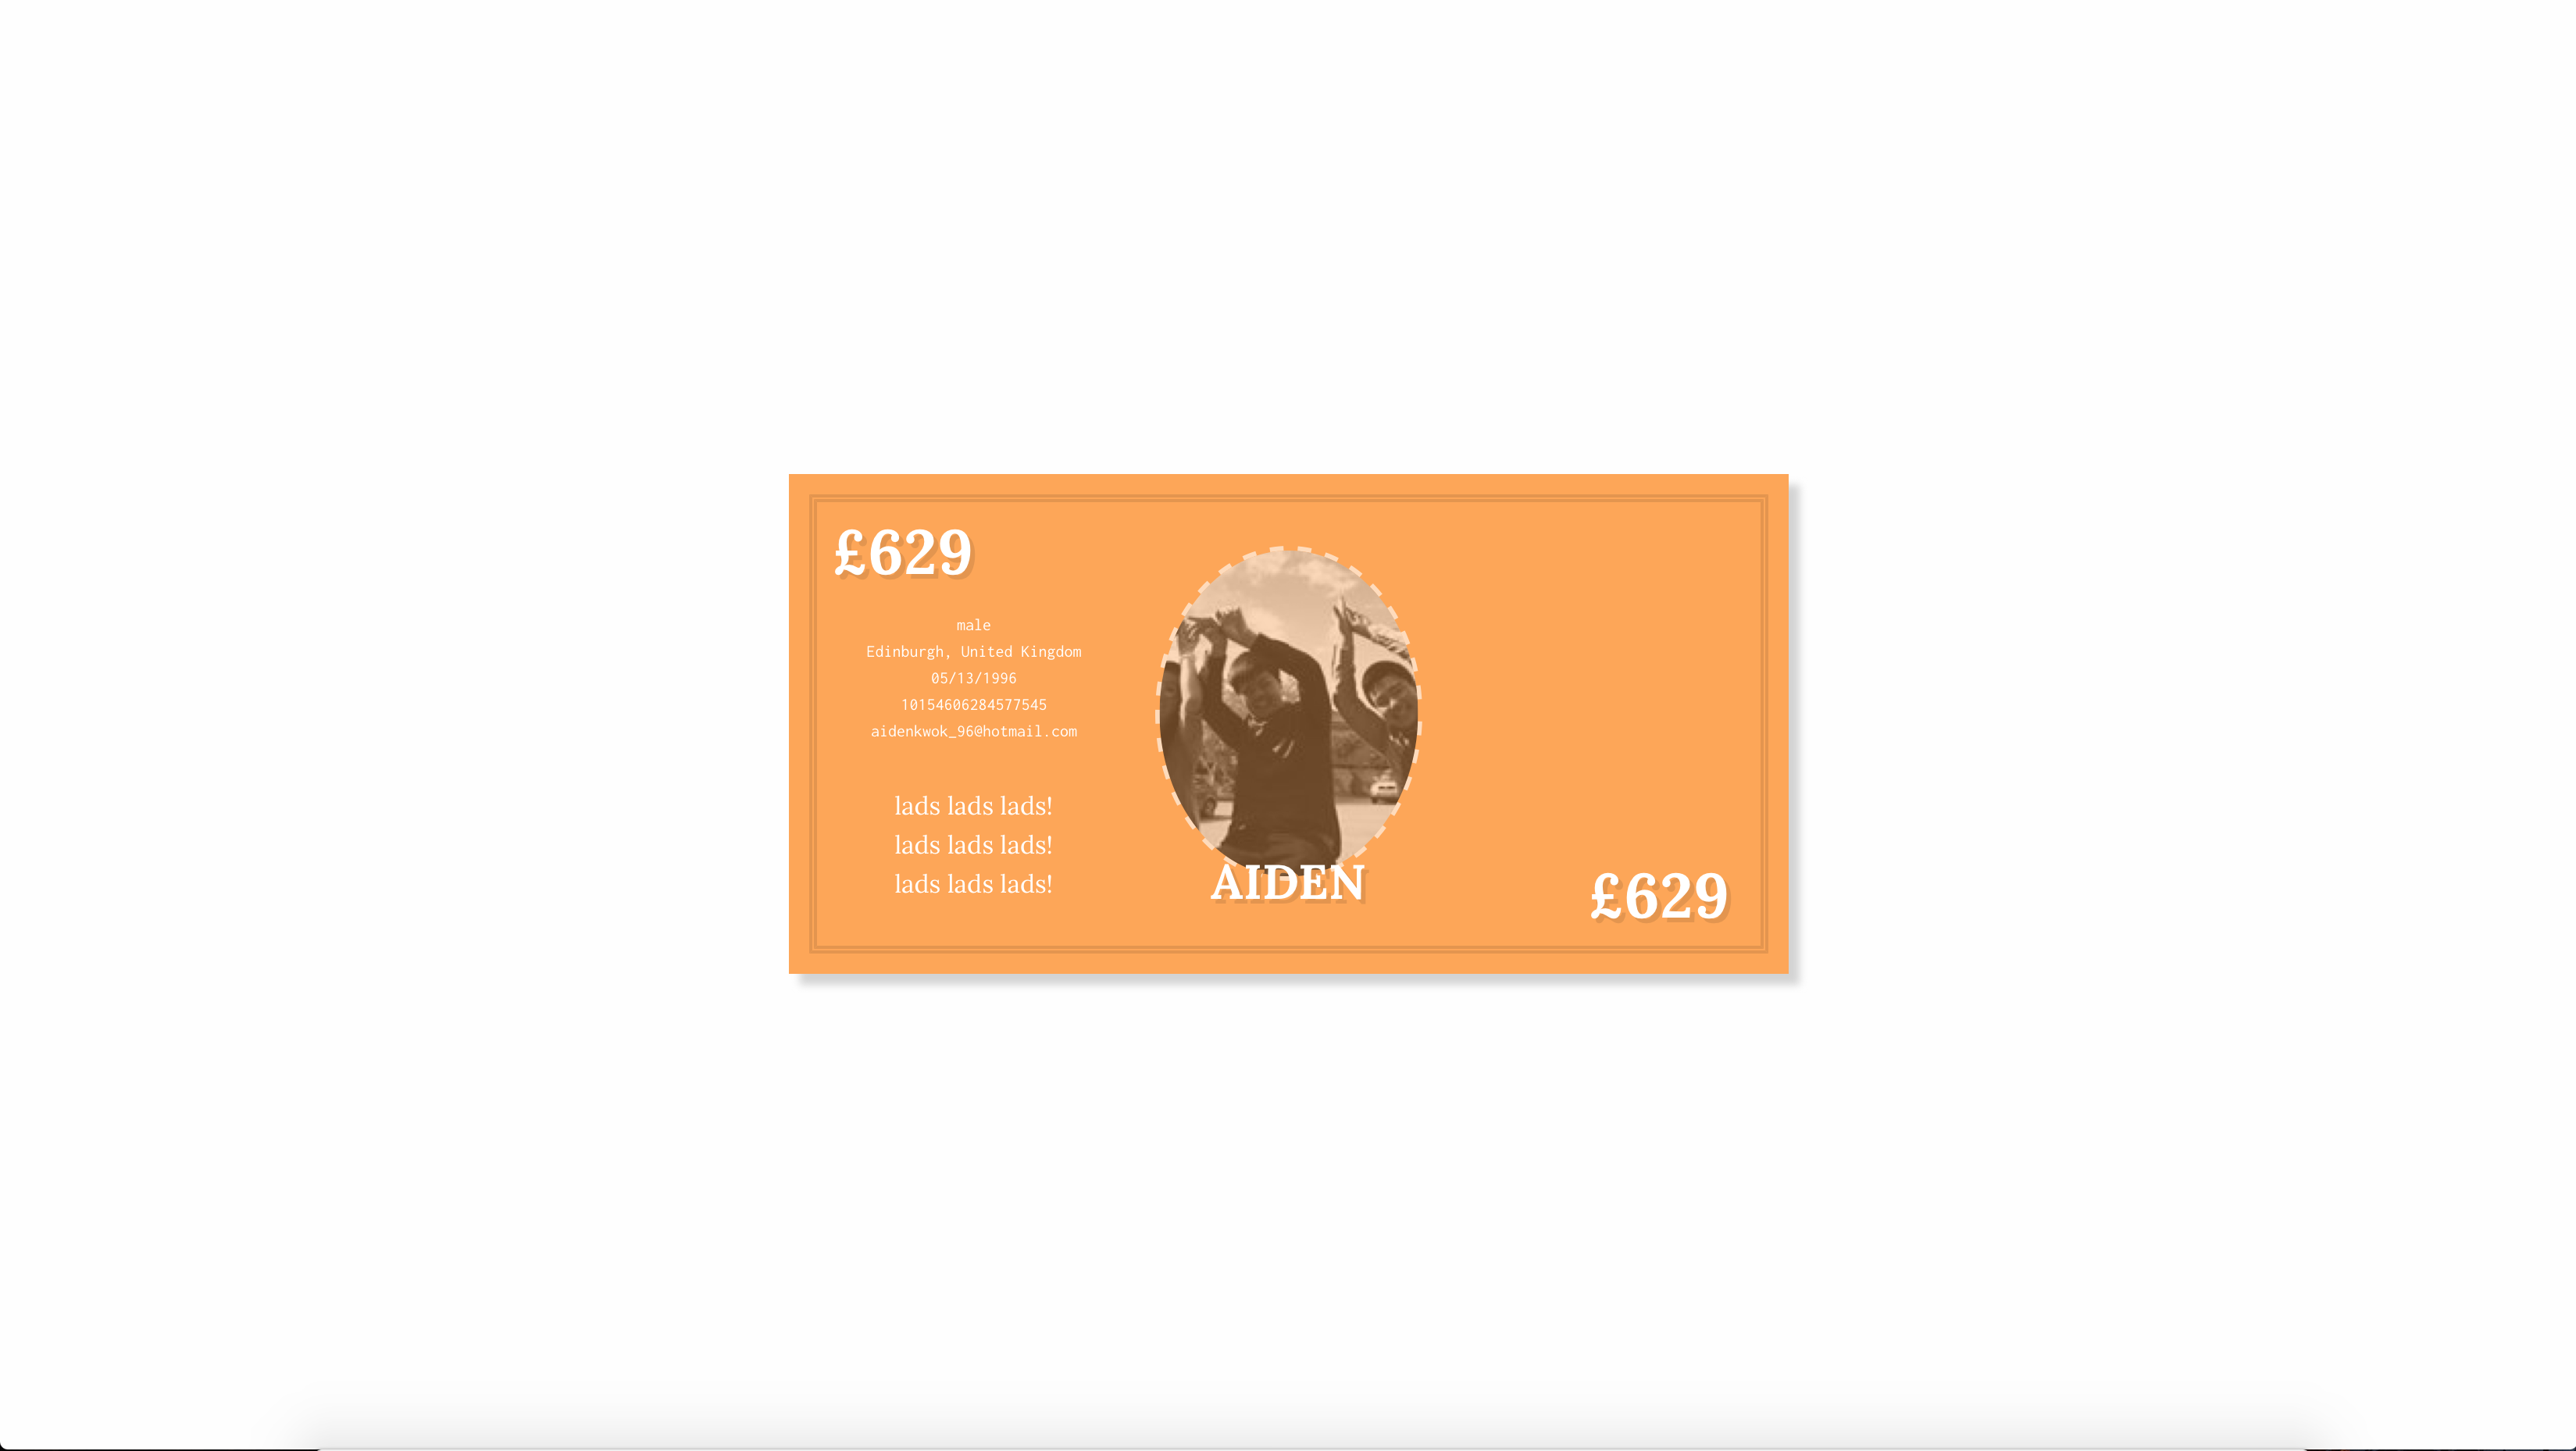 £629
male
Edinburgh, United Kingdom
05/13/1996
10154606284577545
aidenkwok_96@hotmail.com
lads lads lads!
lads lads lads!
lads lads lads!
AIDEN
£629